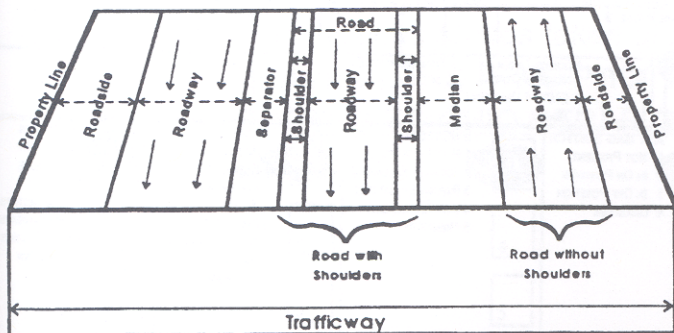 Road
Property Line
Roadside
Roadway
Separator
Shoulder
Roadway
Shoulder
Median
Roadway
Roadside
Property Line
Road with
Shoulders
Road without
Shoulders
Trafficway